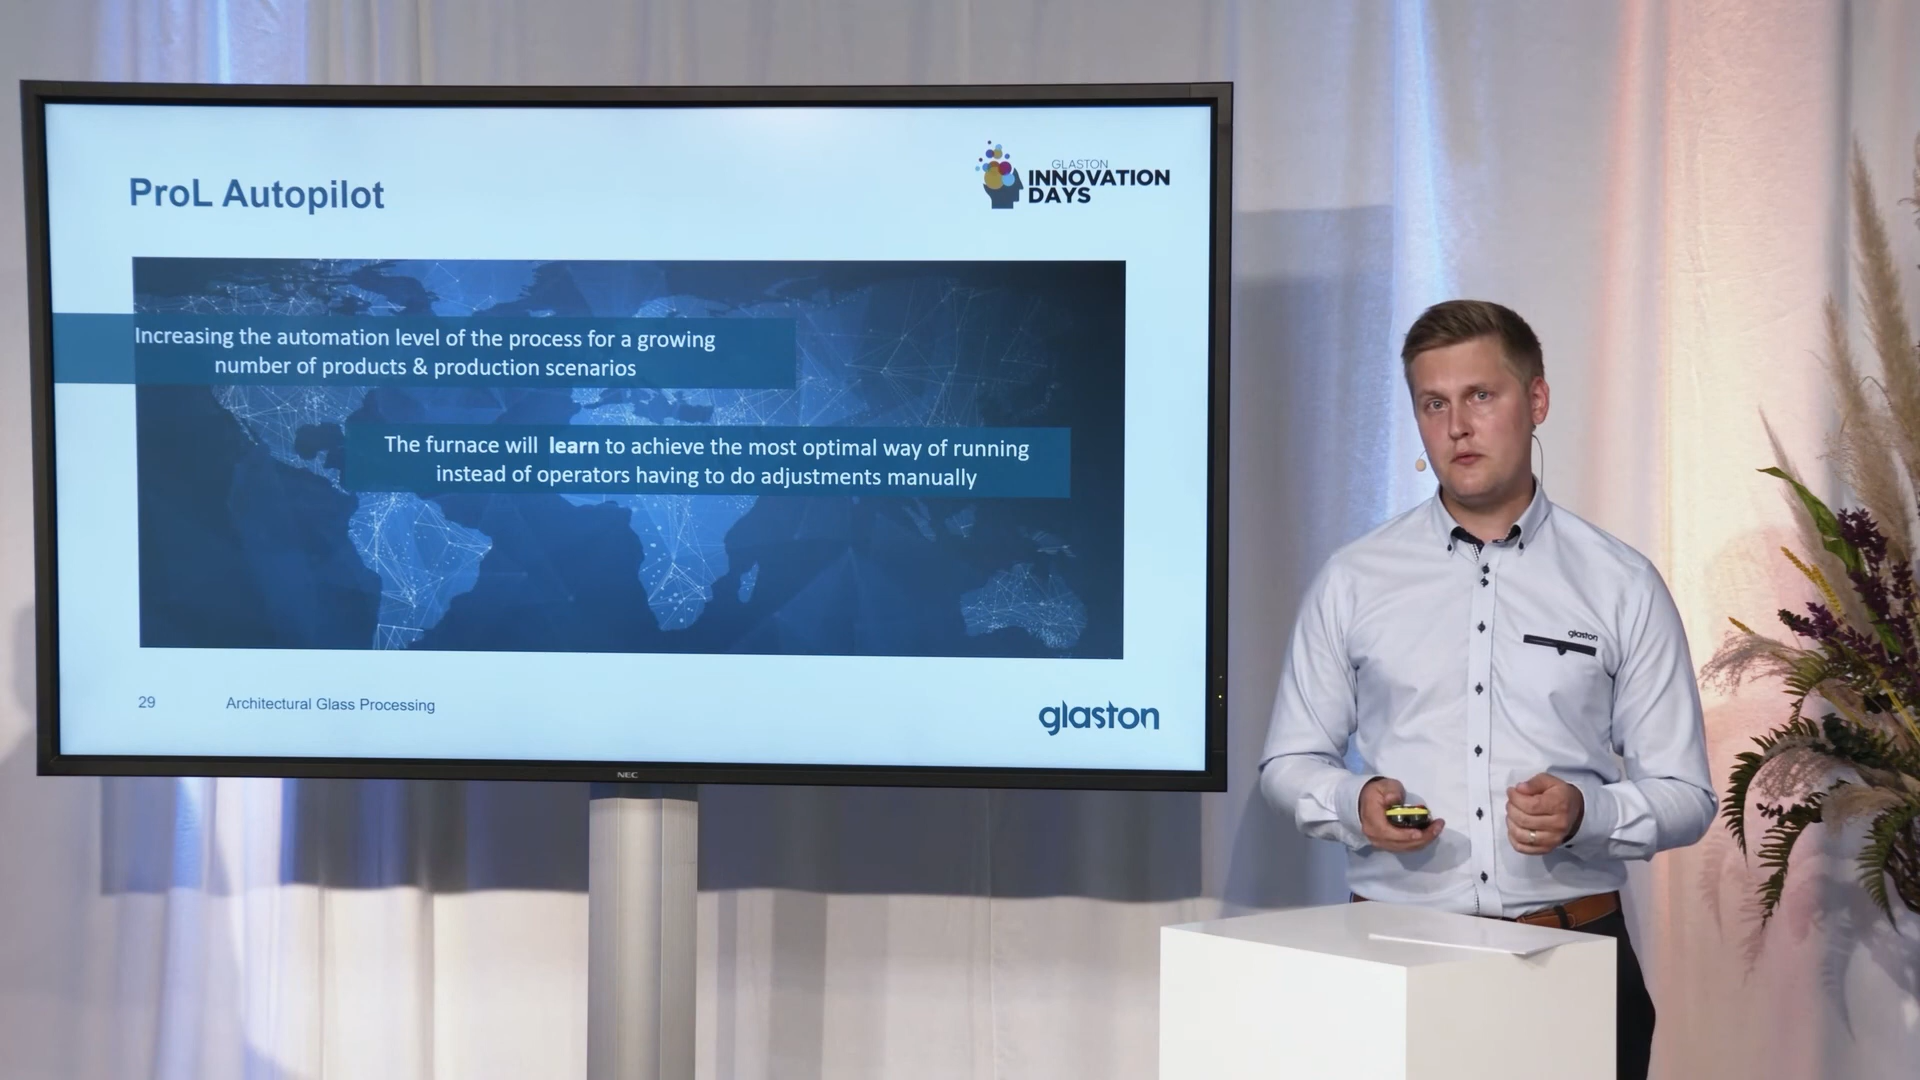 ProL Autopilot
GLASTON
INNOVATION
DAYS
Increasing the automation level of the process for a growing
number of products & production scenarios
The furnace will learn to achieve the most optimal way of running
instead of operators having to do adjustments manually
29
Architectural Glass Processing
glaston
NEC
glaston